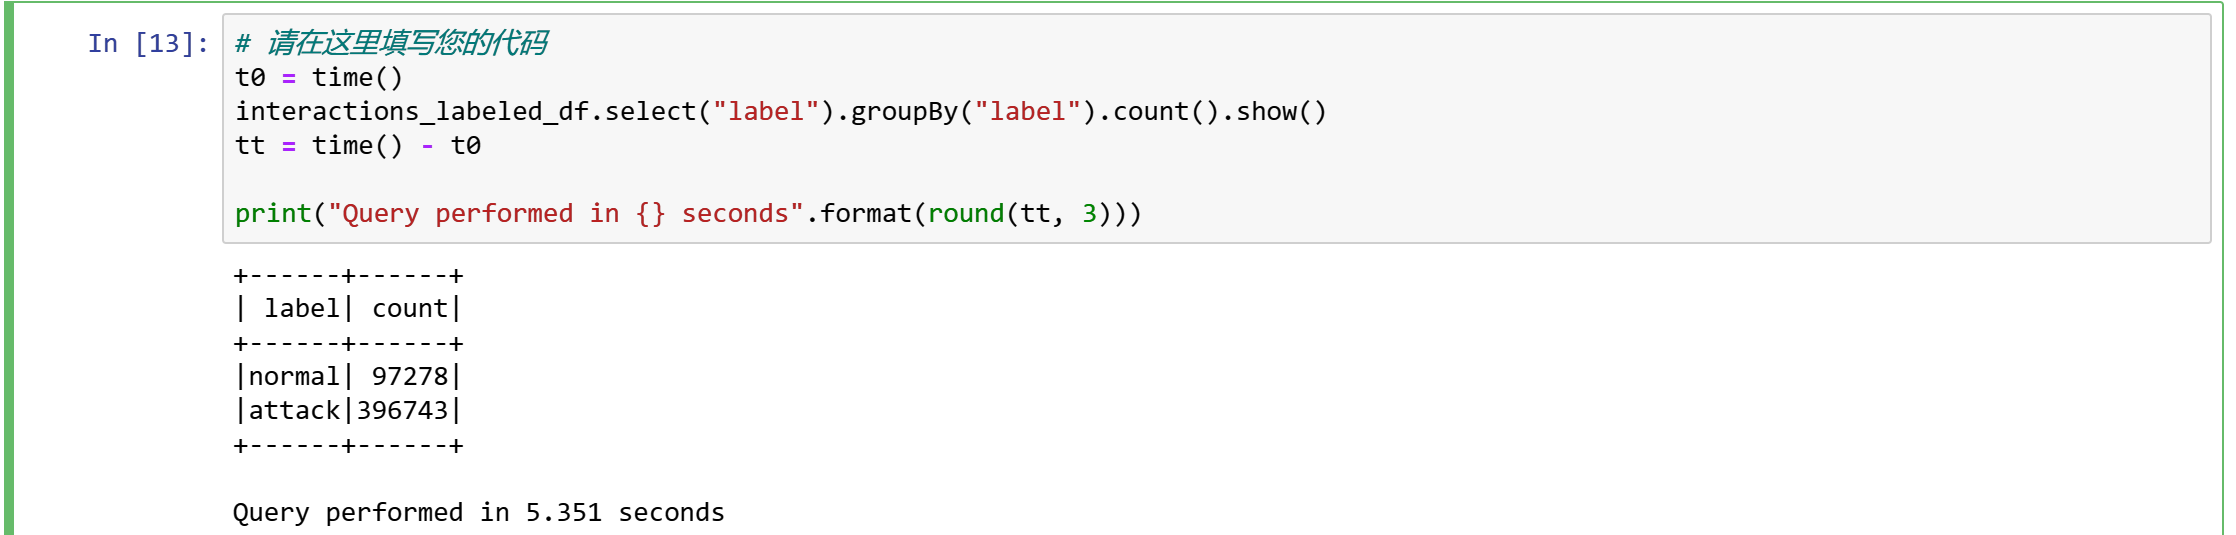 In [13]: # 请在这里填写您的代码
t0 = time()
interactions_labeled_df.select("label").groupBy("label").count().show()
tt = time() - t0
print("Query performed in {} seconds".format(round(tt, 3)))
+------+------+
| label| count|
+------+------+
|normal| 97278|
|attack|396743|
+------+------+
Query performed in 5.351 seconds